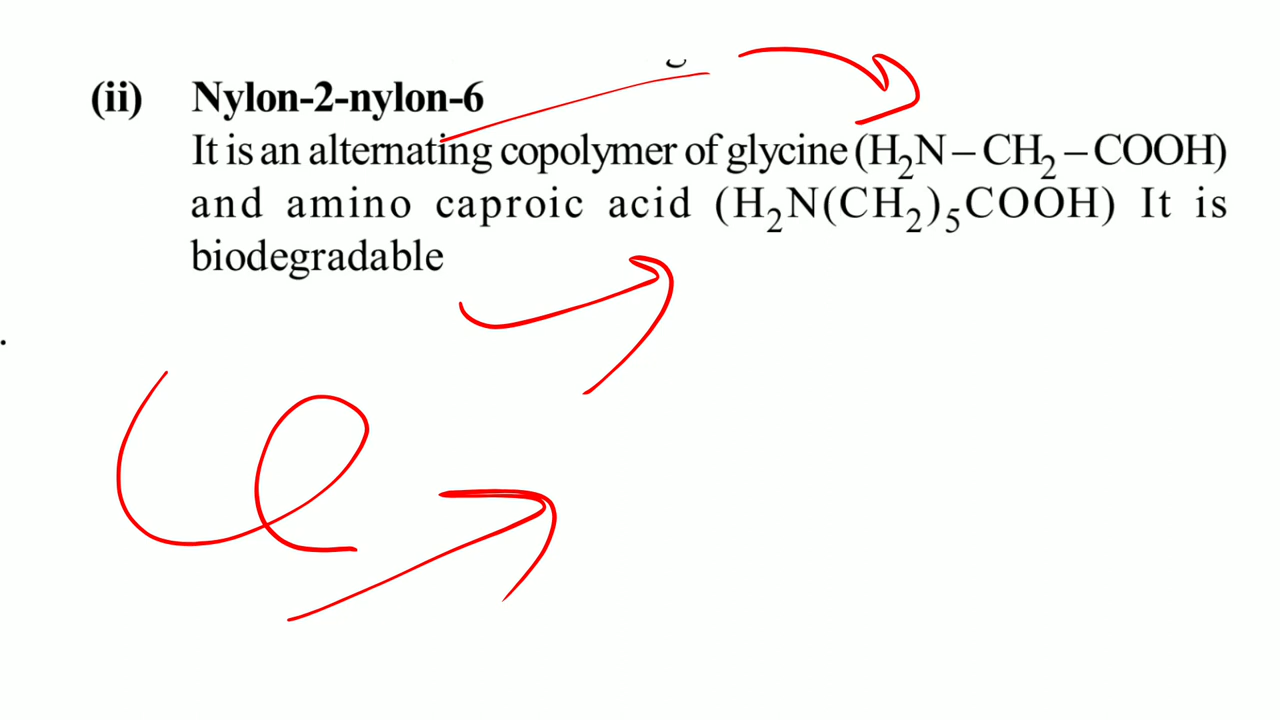 (ii) Nylon-2-nylon-6
It is an alternating copolymer of glycine (H₂N – CH₂ – COOH)
and amino caproic acid (H₂N(CH₂)₅COOH) It is
biodegradable